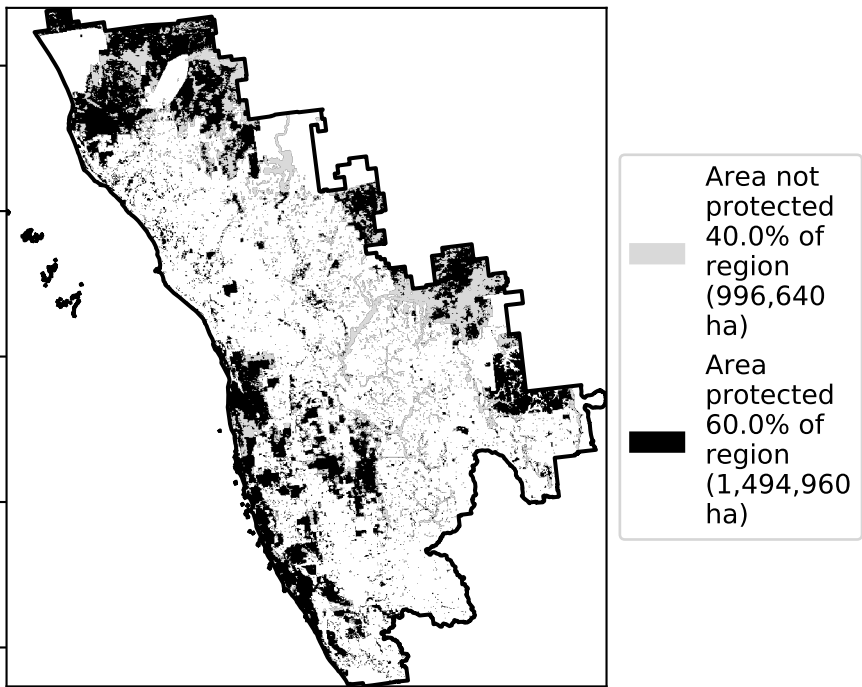 Area not
protected
40.0% of
region
(996,640
ha)
Area
protected
60.0% of
region
(1,494,960
ha)